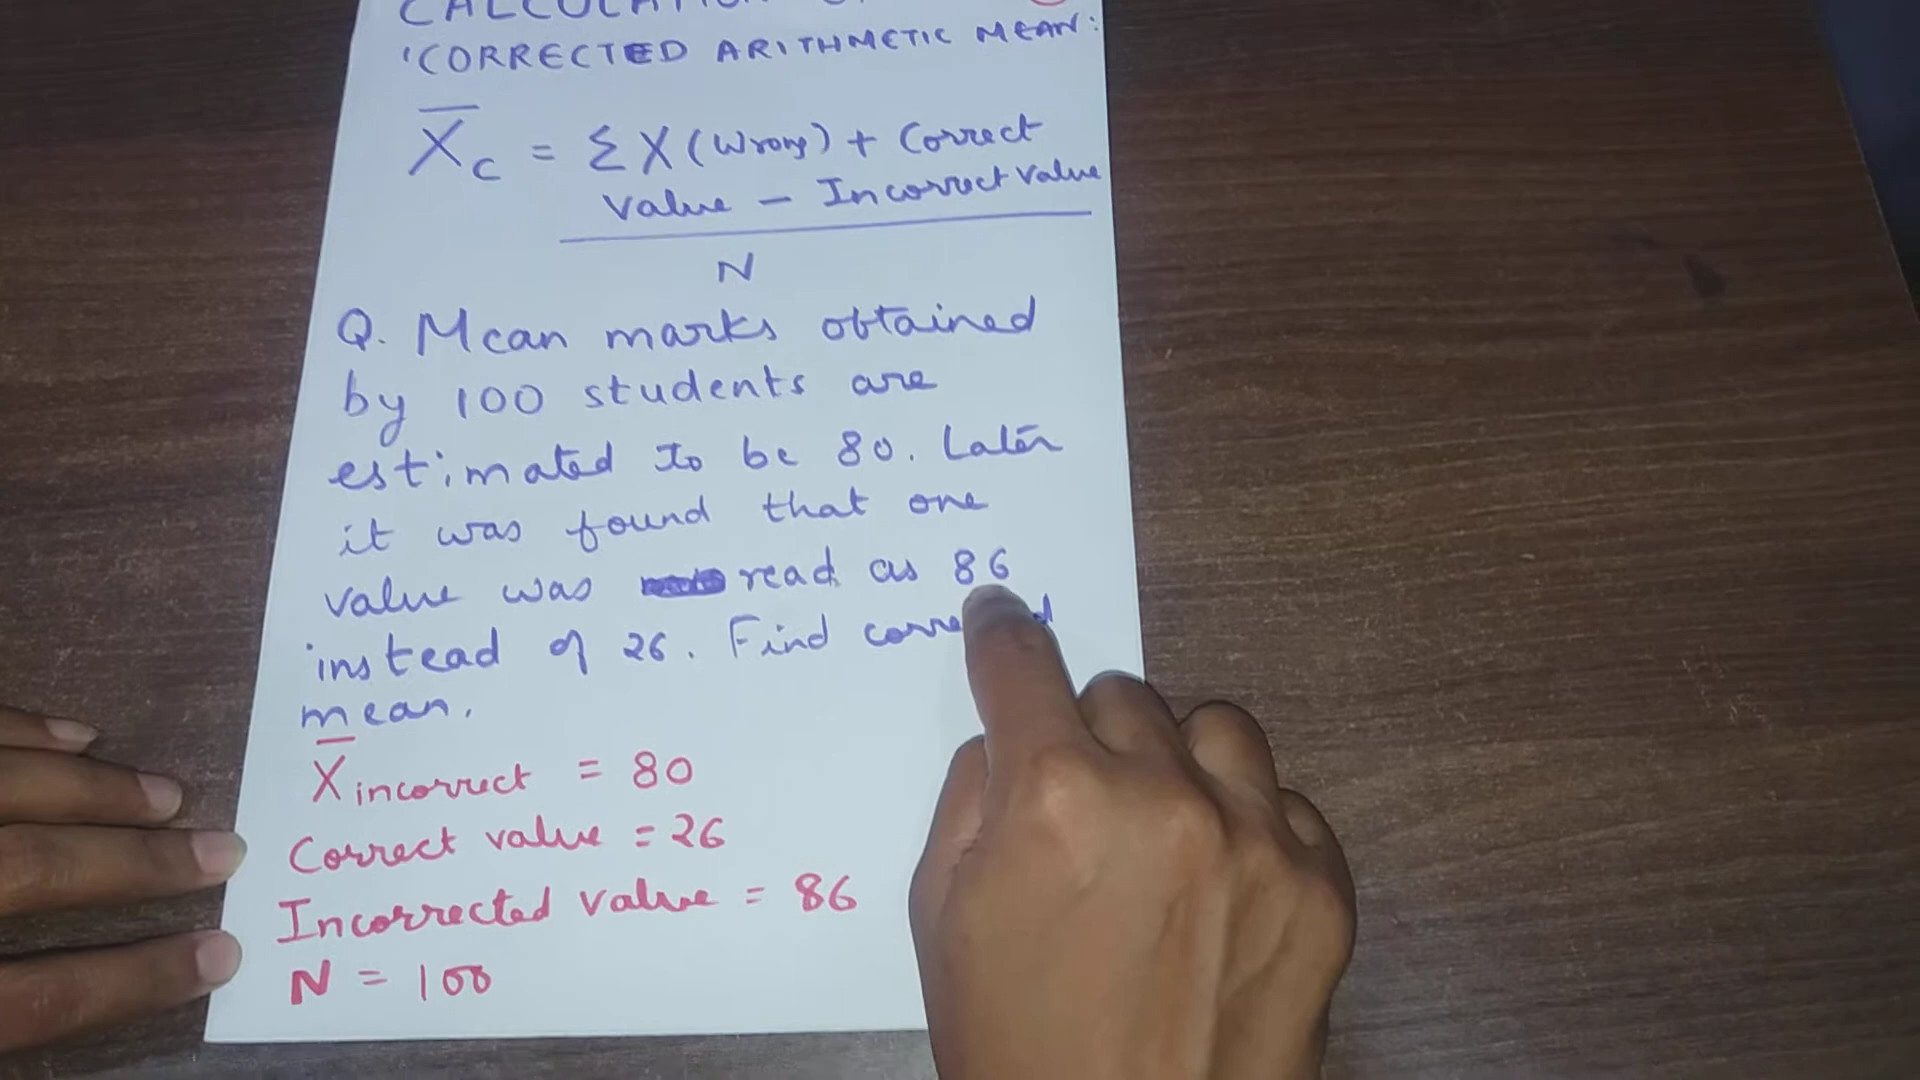 CALCULATION
'CORRECTED ARITHMETIC MEAN:
X̅c = ΣX (Wrong) + Correct
Value - Incorrect value
N
Q. Mean marks obtained
by 100 students are
estimated to be 80. Later
it was found that one
value was read as 86
instead of 26. Find
mean.
X̅ incorrect = 80
Correct value = 26
Incorrected value = 86
N = 100